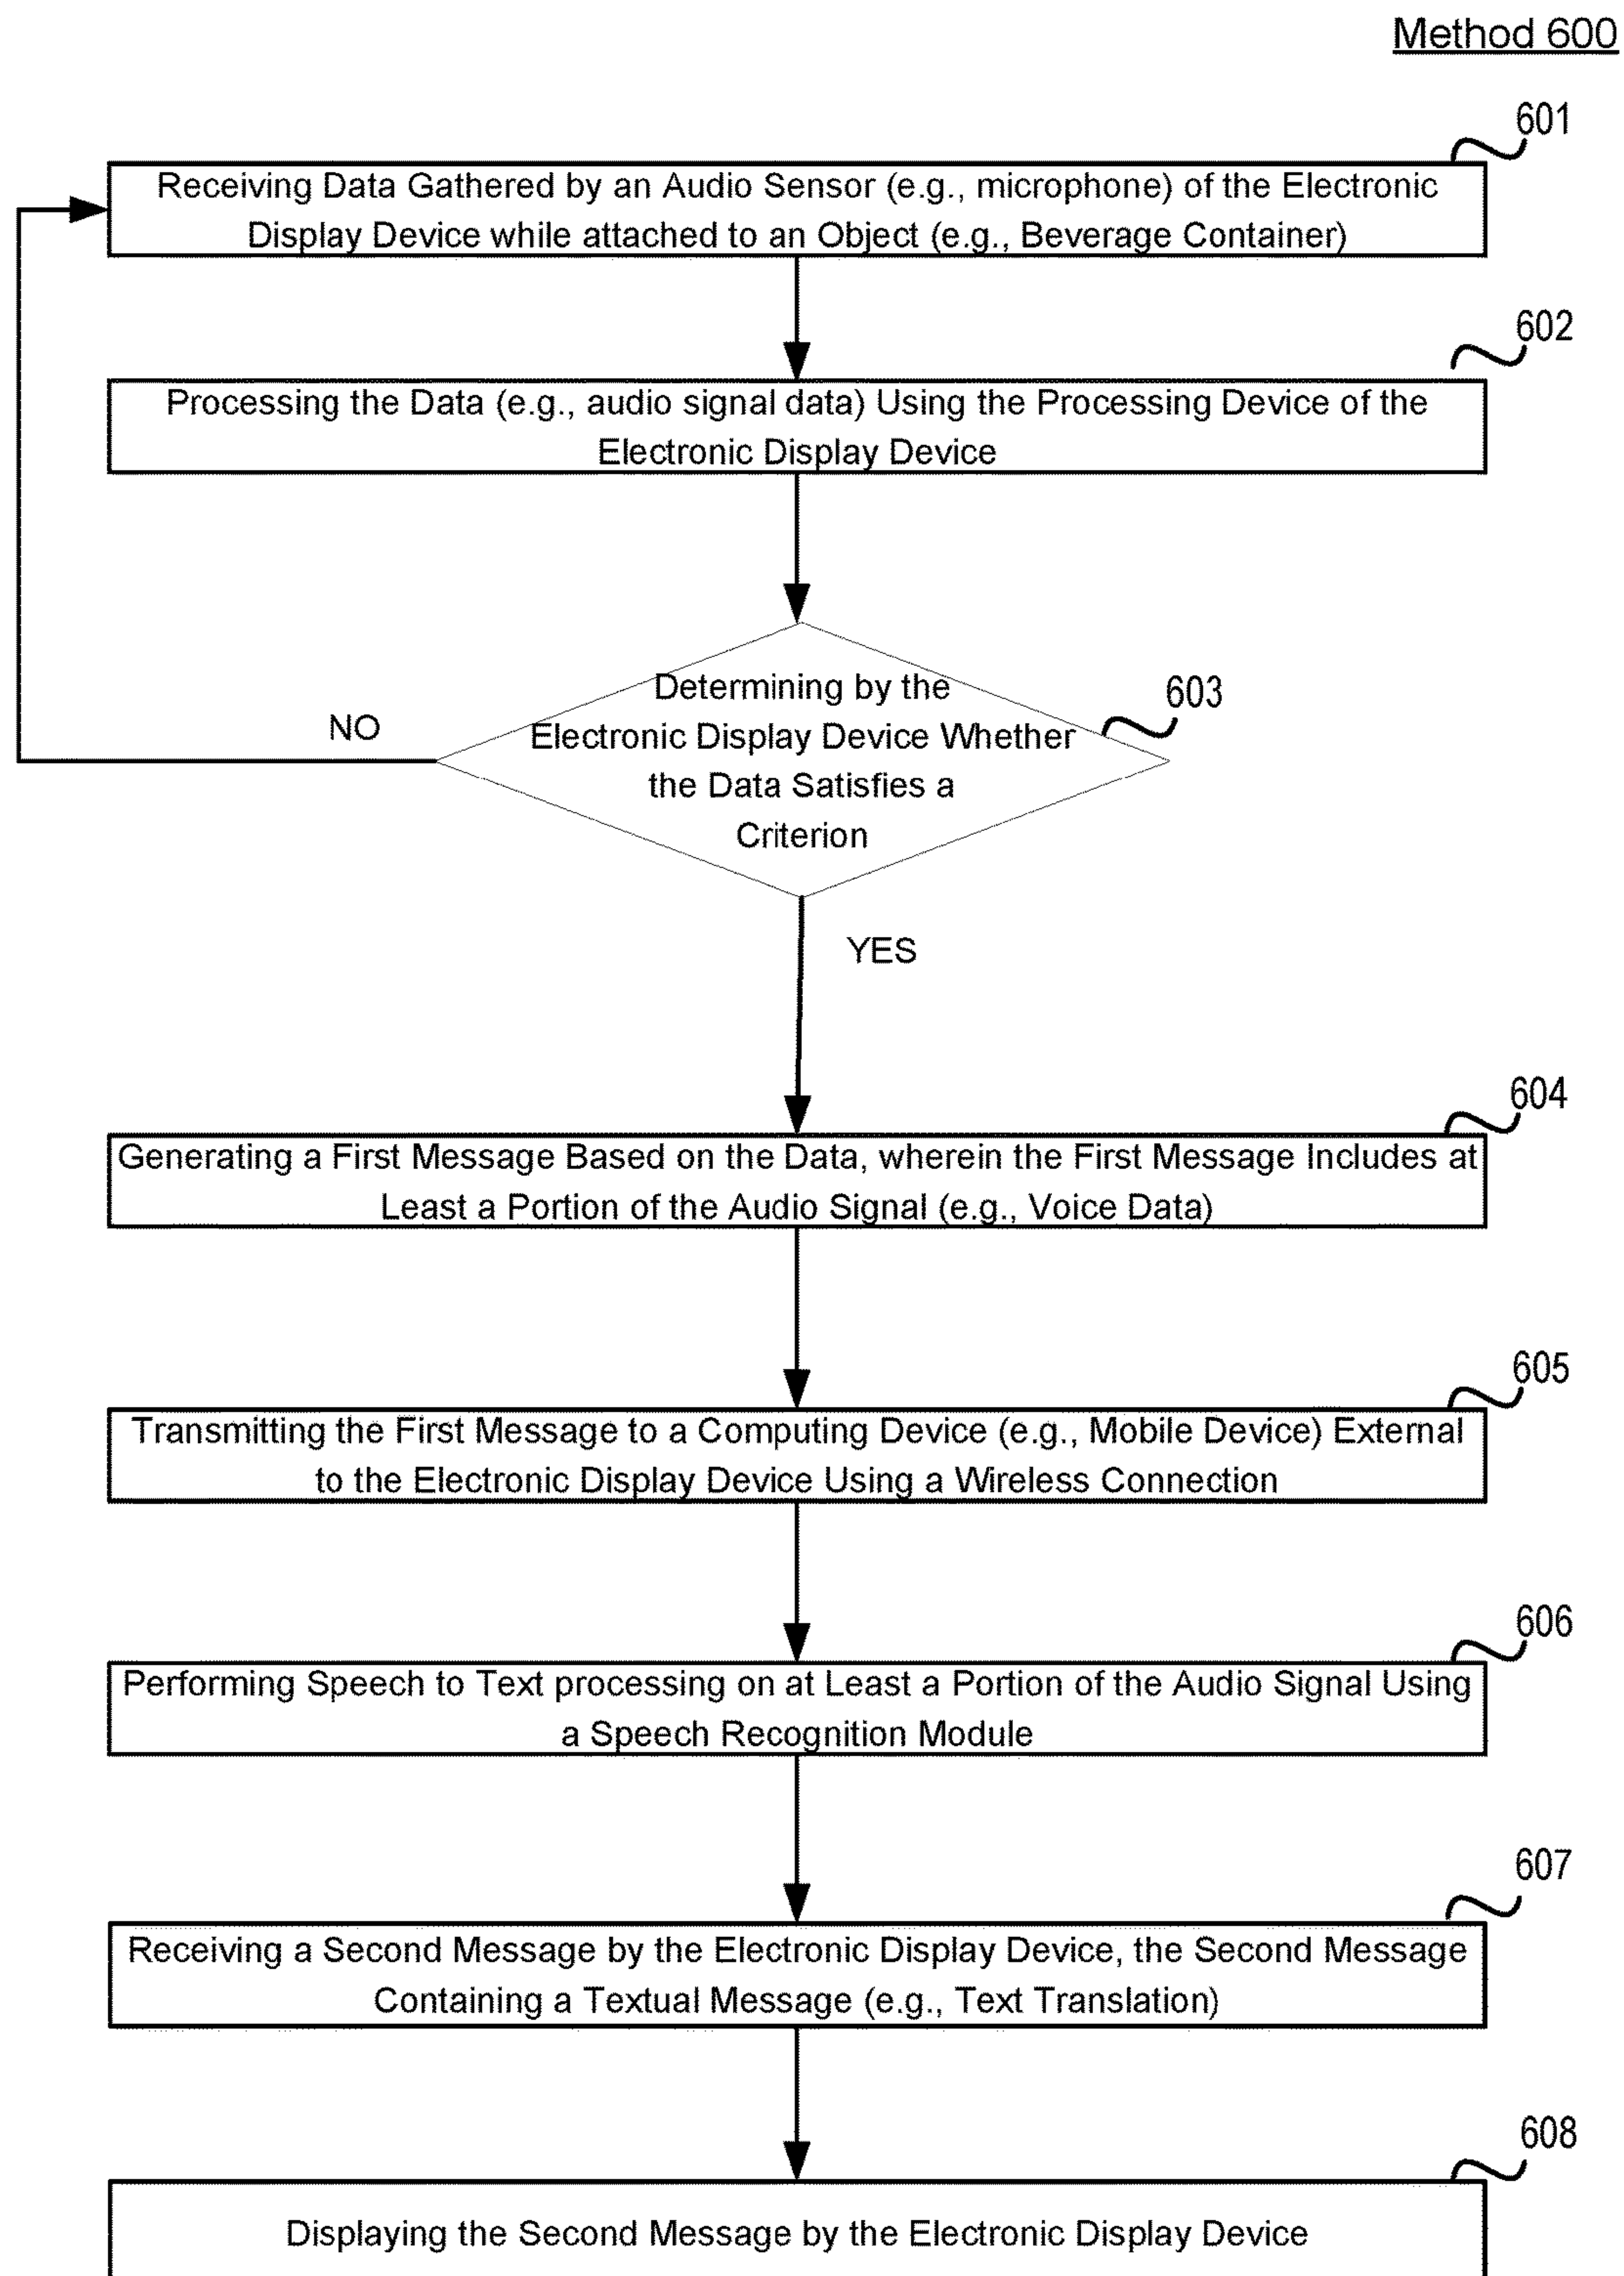 Method 600
601
Receiving Data Gathered by an Audio Sensor (e.g., microphone) of the Electronic
Display Device while attached to an Object (e.g., Beverage Container)
602
Processing the Data (e.g., audio signal data) Using the Processing Device of the
Electronic Display Device
603
Determining by the
Electronic Display Device Whether
the Data Satisfies a
Criterion
NO
YES
604
Generating a First Message Based on the Data, wherein the First Message Includes at
Least a Portion of the Audio Signal (e.g., Voice Data)
605
Transmitting the First Message to a Computing Device (e.g., Mobile Device) External
to the Electronic Display Device Using a Wireless Connection
606
Performing Speech to Text processing on at Least a Portion of the Audio Signal Using
a Speech Recognition Module
607
Receiving a Second Message by the Electronic Display Device, the Second Message
Containing a Textual Message (e.g., Text Translation)
608
Displaying the Second Message by the Electronic Display Device